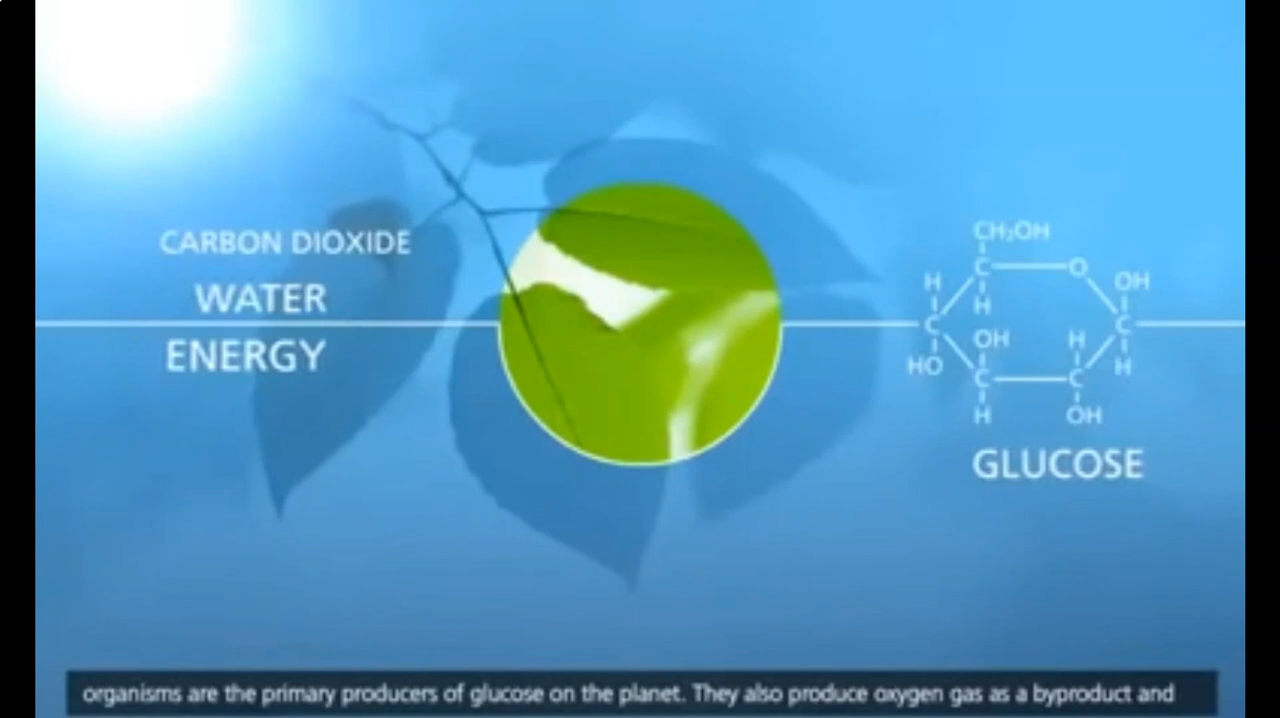 CARBON DIOXIDE
WATER
ENERGY
CH₂OH
C O
H OH
H
C C
OH H
HO H
C C
H OH
GLUCOSE
organisms are the primary producers of glucose on the planet. They also produce oxygen gas as a byproduct and